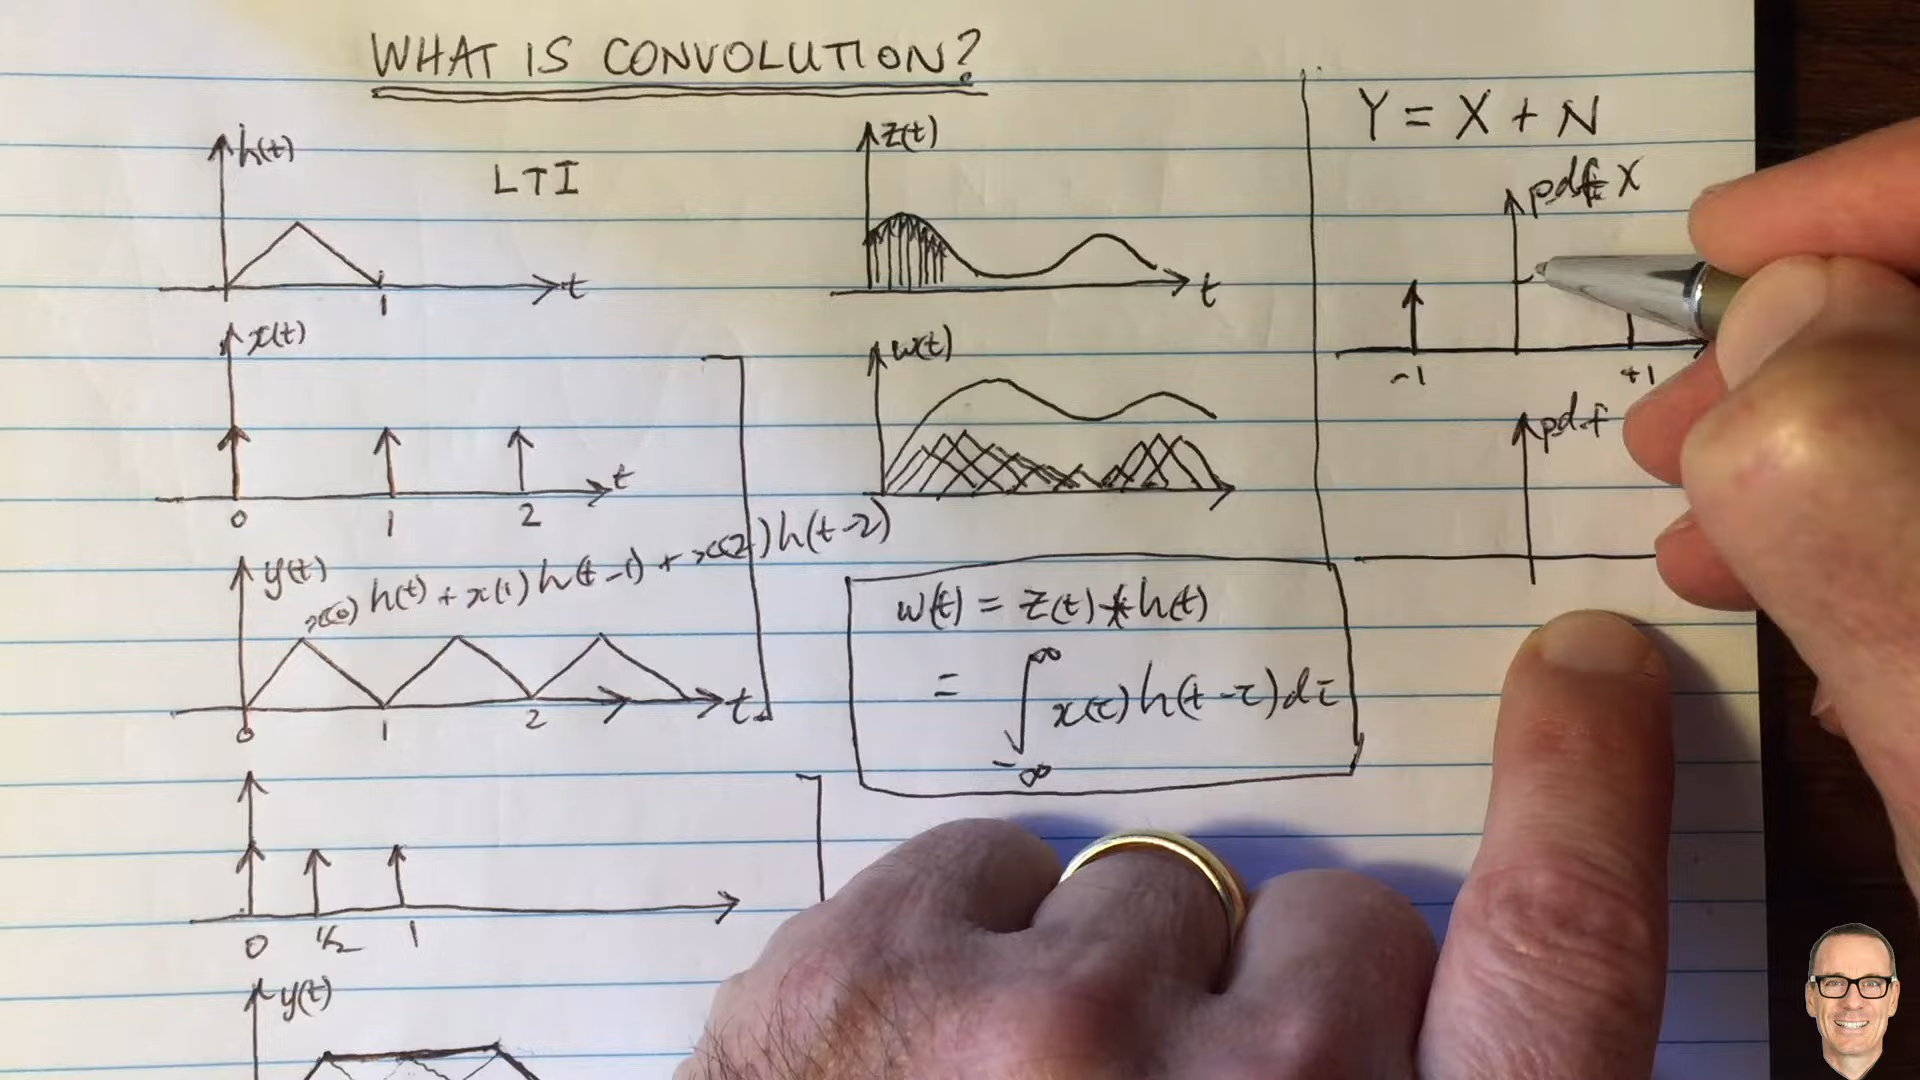 WHAT IS CONVOLUTION?
h(t)
LTI
1
t
x(t)
0
1
2
t
y(t)
x(0) h(t) + x(1) h(t-1) + x(2) h(t-2)
0
1
2
t
0
1/2
1
y(t)
z(t)
t
w(t)
w(t) = z(t) * h(t)
= ∫ ∞ -∞ x(τ) h(t-τ) dτ
Y = X + N
pdf X
-1
+1
pdf